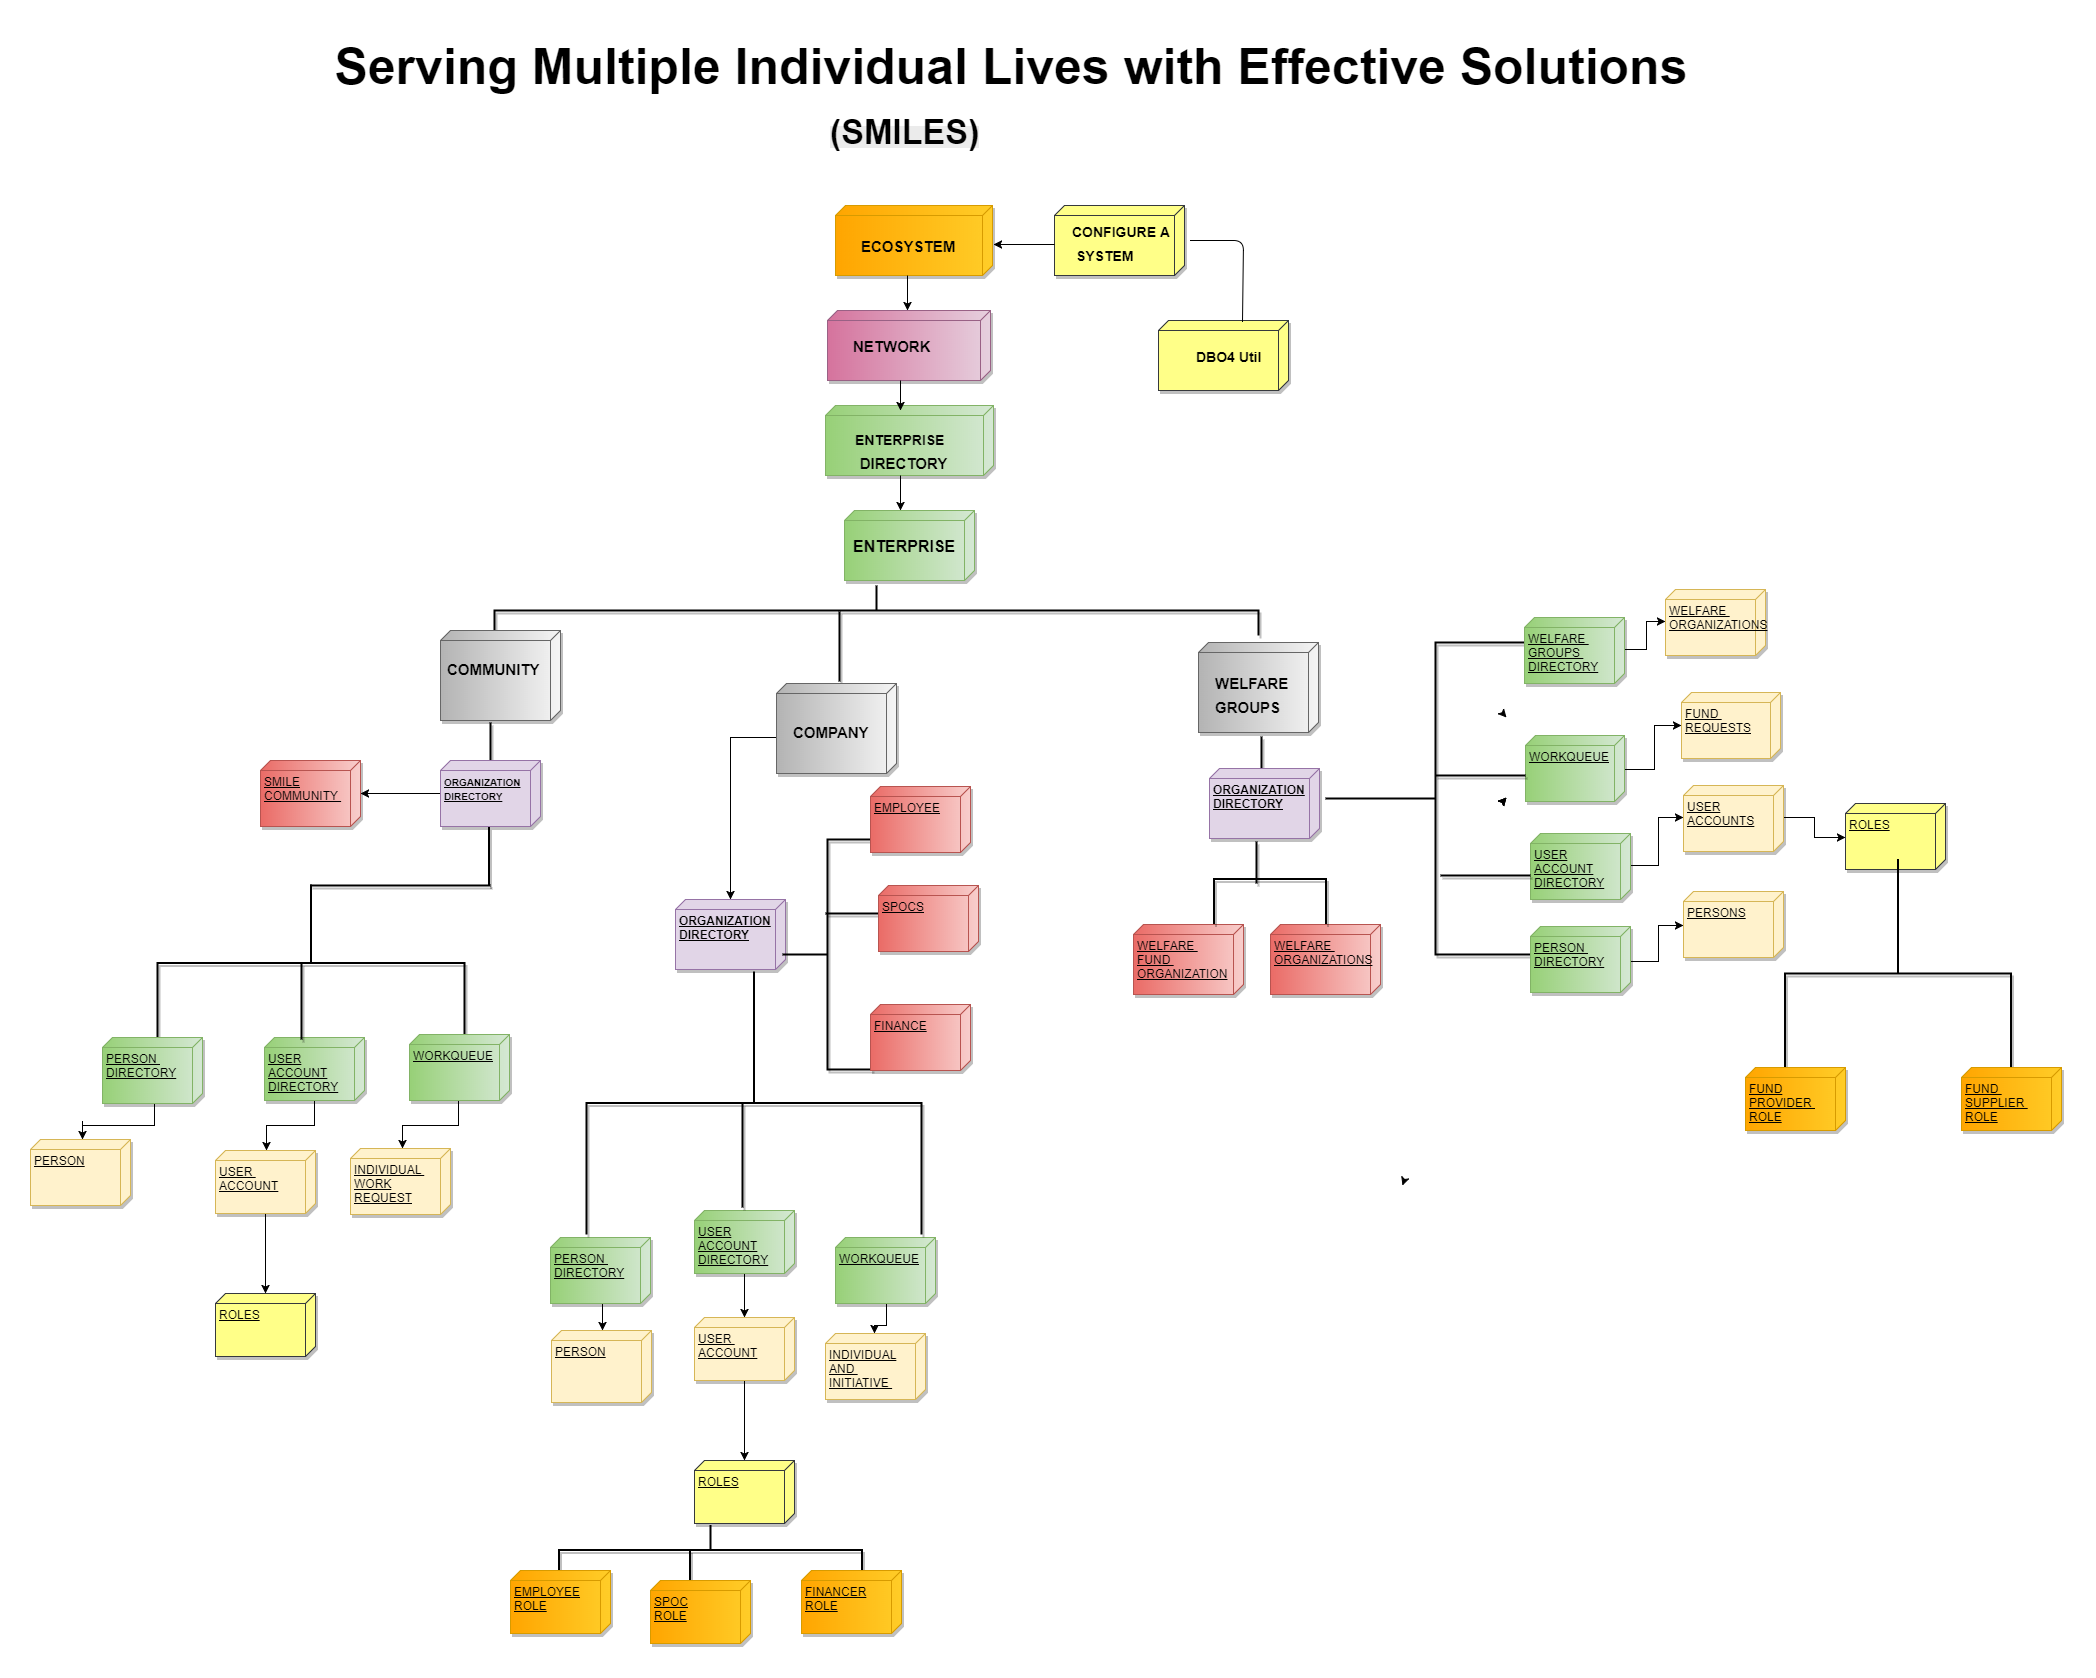 Serving Multiple Individual Lives with Effective Solutions
(SMILES)
ECOSYSTEM
CONFIGURE A
SYSTEM
NETWORK
DBO4 Util
ENTERPRISE
DIRECTORY
ENTERPRISE
COMMUNITY
COMPANY
WELFARE
GROUPS
WELFARE
GROUPS
DIRECTORY
WELFARE
ORGANIZATIONS
FUND
REQUESTS
WORKQUEUE
SMILE
COMMUNITY
ORGANIZATION
DIRECTORY
ORGANIZATION
DIRECTORY
EMPLOYEE
USER
ACCOUNTS
ROLES
USER
ACCOUNT
DIRECTORY
ORGANIZATION
DIRECTORY
SPOCS
PERSONS
WELFARE
FUND
ORGANIZATION
WELFARE
ORGANIZATIONS
PERSON
DIRECTORY
FINANCE
PERSON
DIRECTORY
USER
ACCOUNT
DIRECTORY
WORKQUEUE
FUND
PROVIDER
ROLE
FUND
SUPPLIER
ROLE
PERSON
USER
ACCOUNT
INDIVIDUAL
WORK
REQUEST
PERSON
DIRECTORY
USER
ACCOUNT
DIRECTORY
WORKQUEUE
ROLES
PERSON
USER
ACCOUNT
INDIVIDUAL
AND
INITIATIVE
ROLES
EMPLOYEE
ROLE
SPOC
ROLE
FINANCER
ROLE